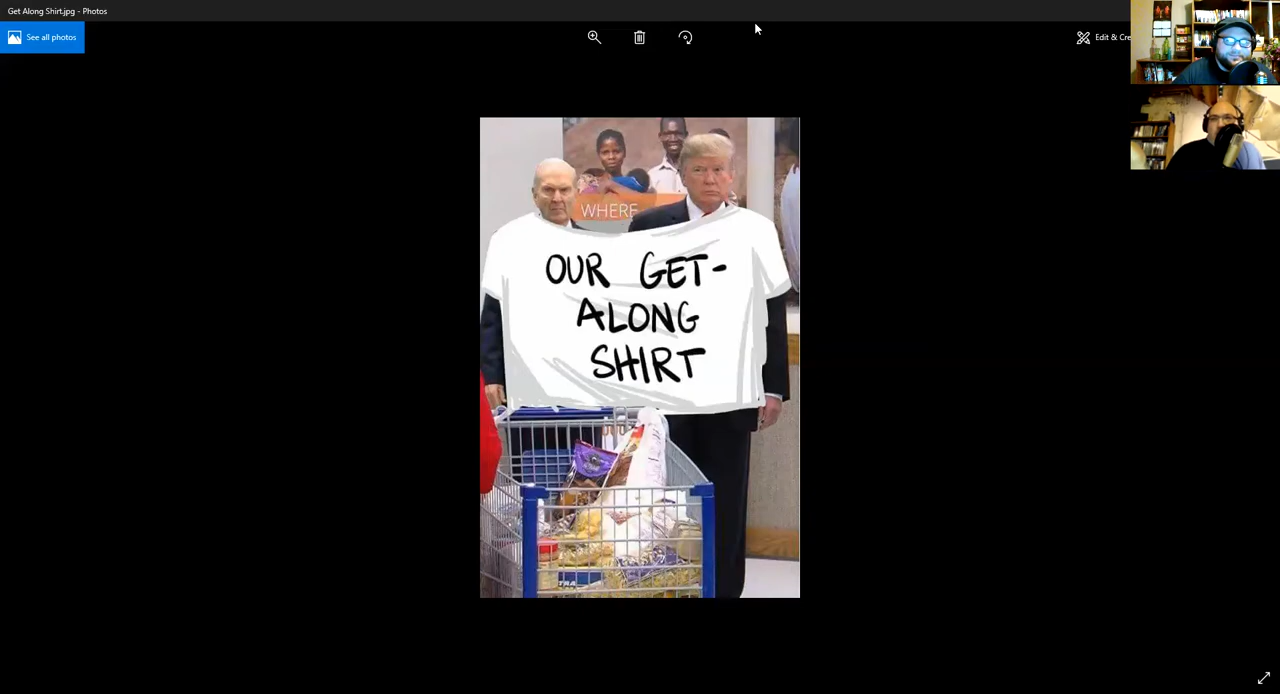 Get Along Shirt.jpg - Photos
See all photos
Edit & Cre
WHERE
OUR GET-
ALONG
SHIRT